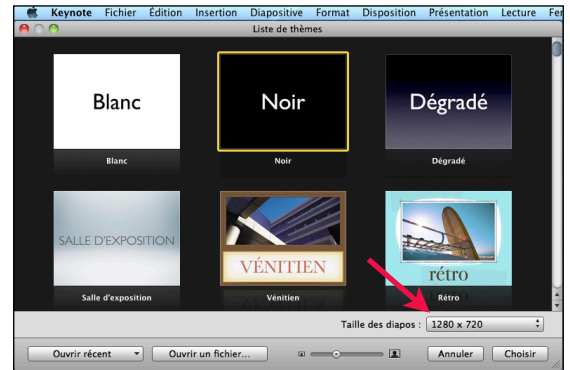 Keynote Fichier Édition Insertion Diapositive Format Disposition Présentation Lecture Fe
Liste de thèmes
Blanc Noir Dégradé
Blanc Noir Dégradé
SALLE D'EXPOSITION VÉNITIEN rétro
Salle d'exposition Vénitien Rétro
Taille des diapos : 1280 x 720
Ouvrir récent Ouvrir un fichier... Annuler Choisir